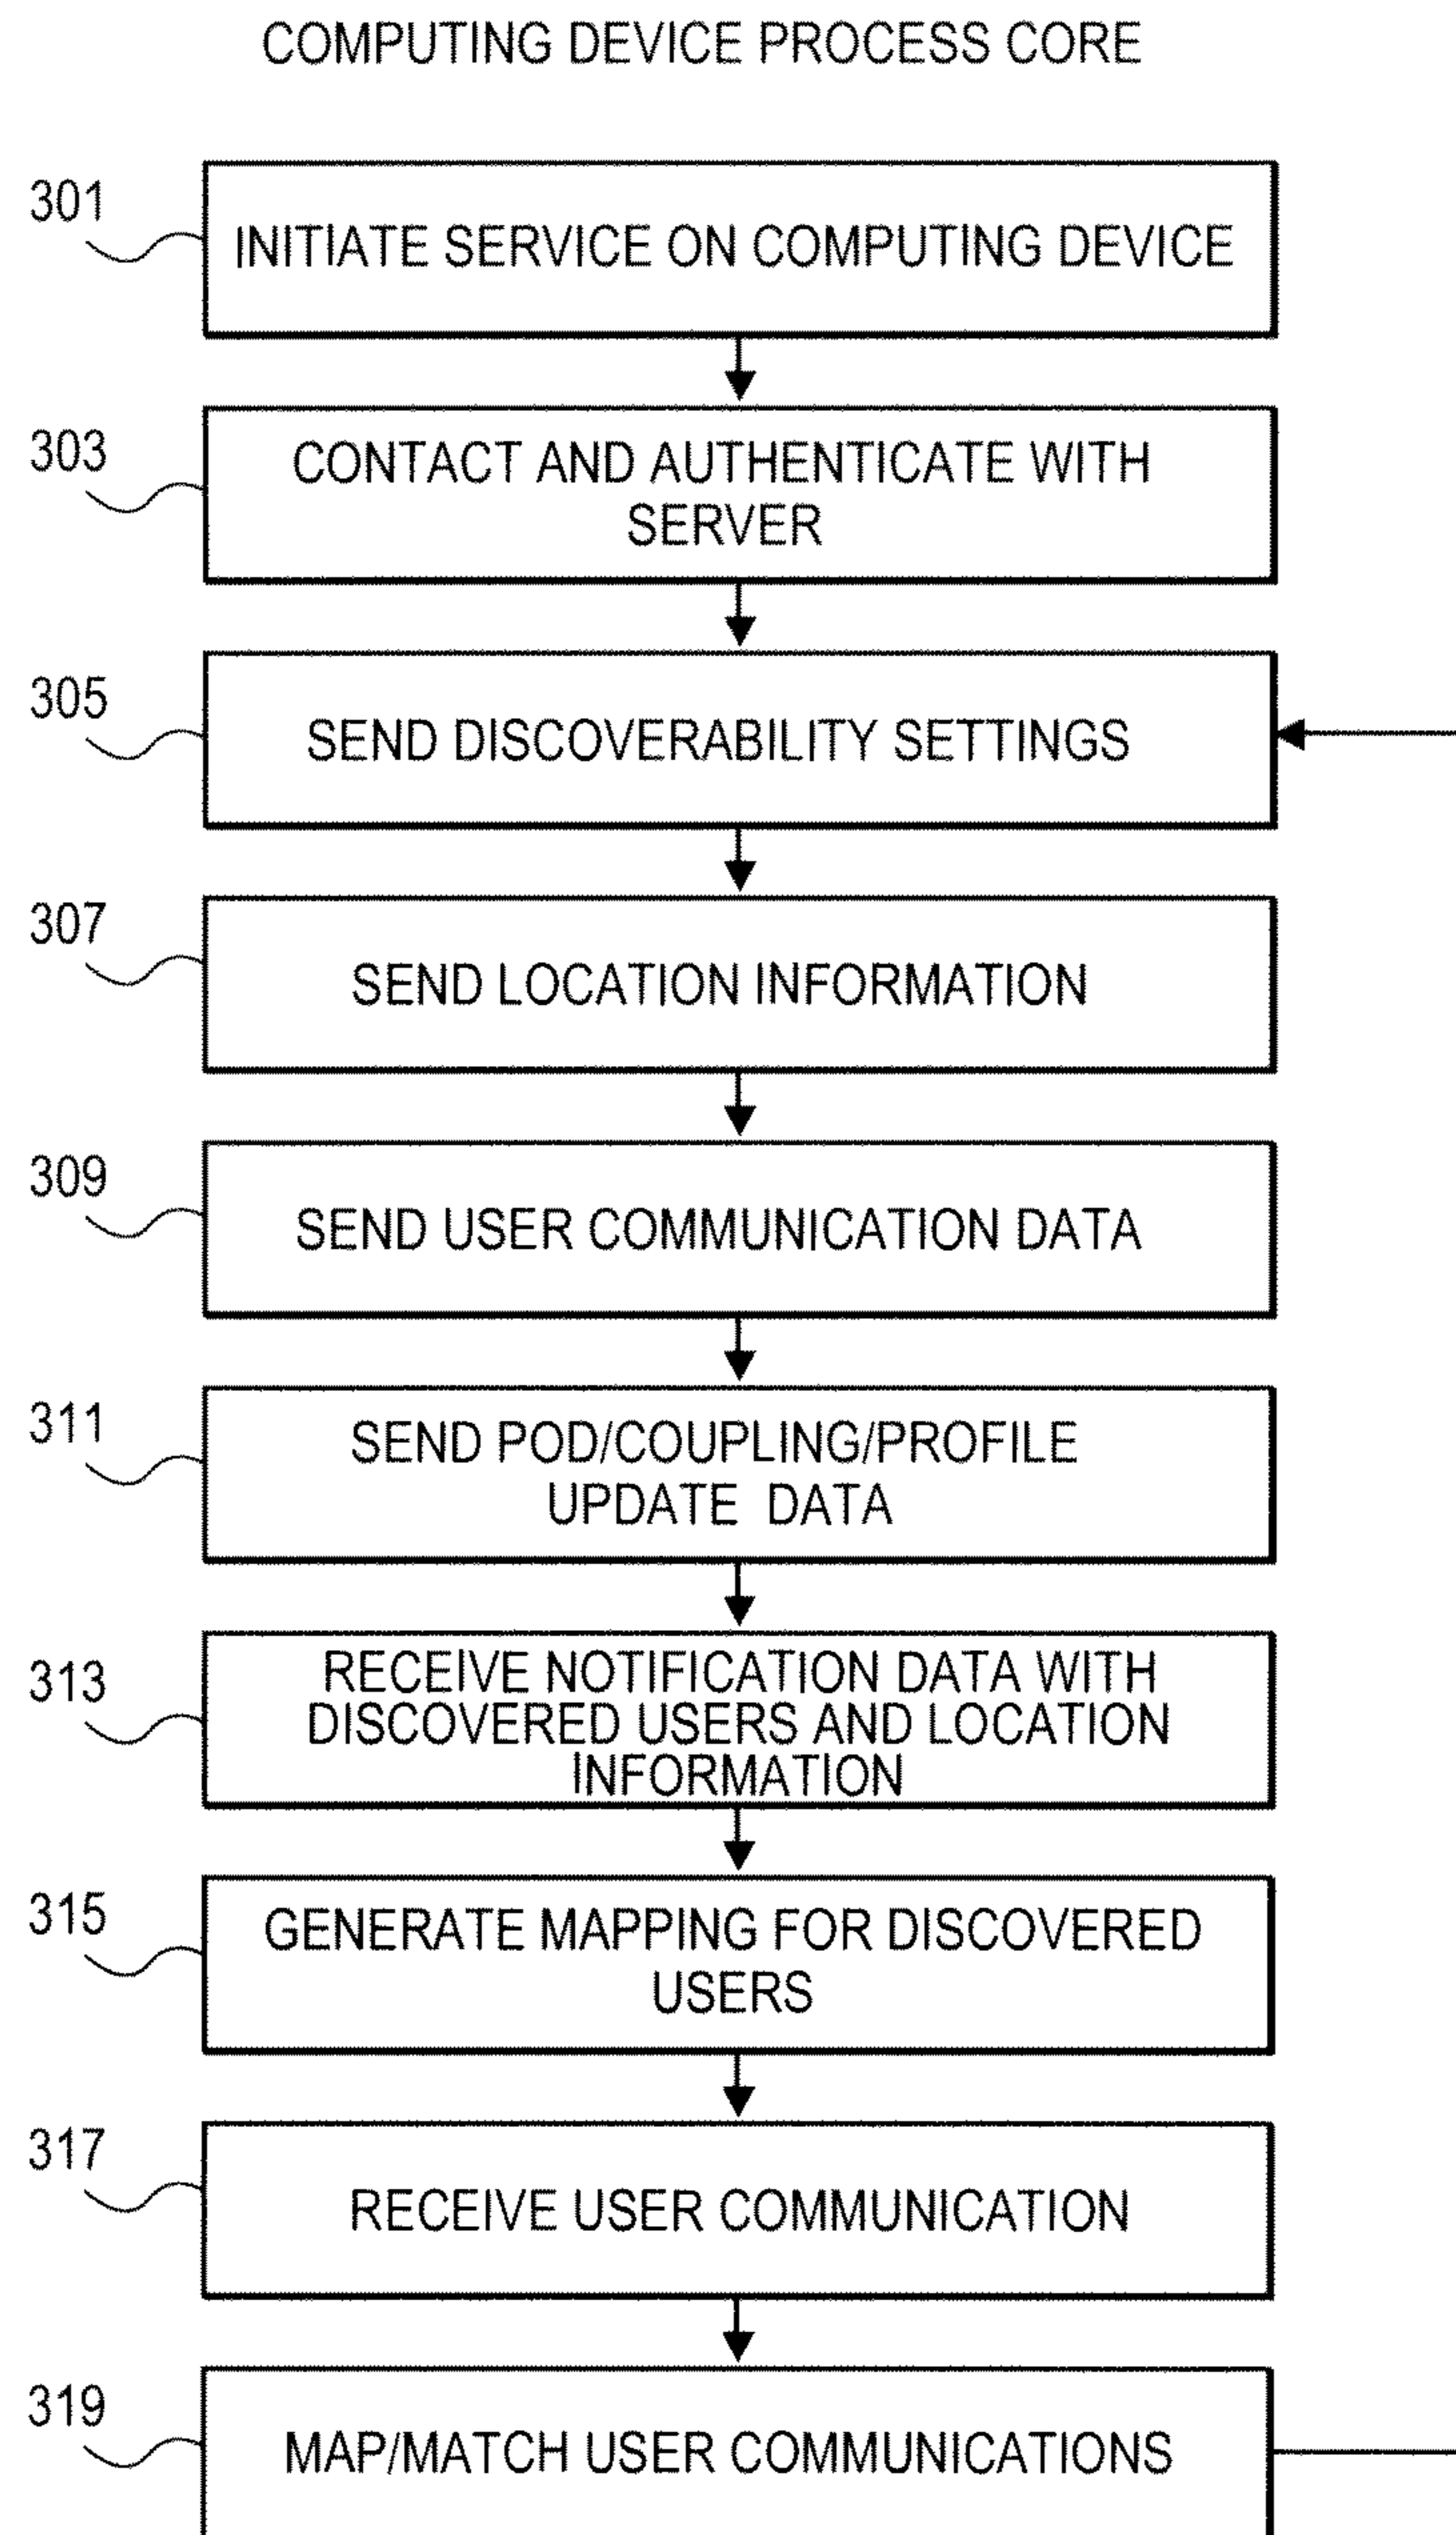 COMPUTING DEVICE PROCESS CORE
301
INITIATE SERVICE ON COMPUTING DEVICE
303
CONTACT AND AUTHENTICATE WITH
SERVER
305
SEND DISCOVERABILITY SETTINGS
307
SEND LOCATION INFORMATION
309
SEND USER COMMUNICATION DATA
311
SEND POD/COUPLING/PROFILE
UPDATE DATA
313
RECEIVE NOTIFICATION DATA WITH
DISCOVERED USERS AND LOCATION
INFORMATION
315
GENERATE MAPPING FOR DISCOVERED
USERS
317
RECEIVE USER COMMUNICATION
319
MAP/MATCH USER COMMUNICATIONS